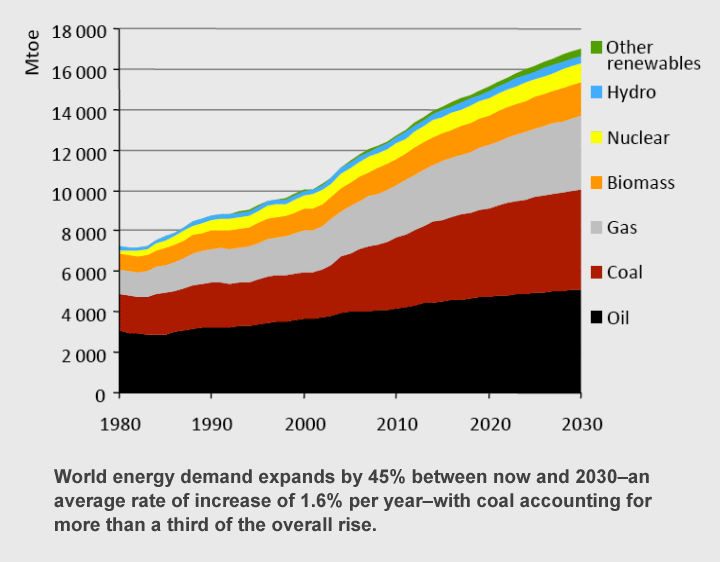 Mtoe
18 000
16 000
14 000
12 000
10 000
8 000
6 000
4 000
2 000
0
1980
1990
2000
2010
2020
2030
Other
renewables
Hydro
Nuclear
Biomass
Gas
Coal
Oil
World energy demand expands by 45% between now and 2030–an
average rate of increase of 1.6% per year–with coal accounting for
more than a third of the overall rise.